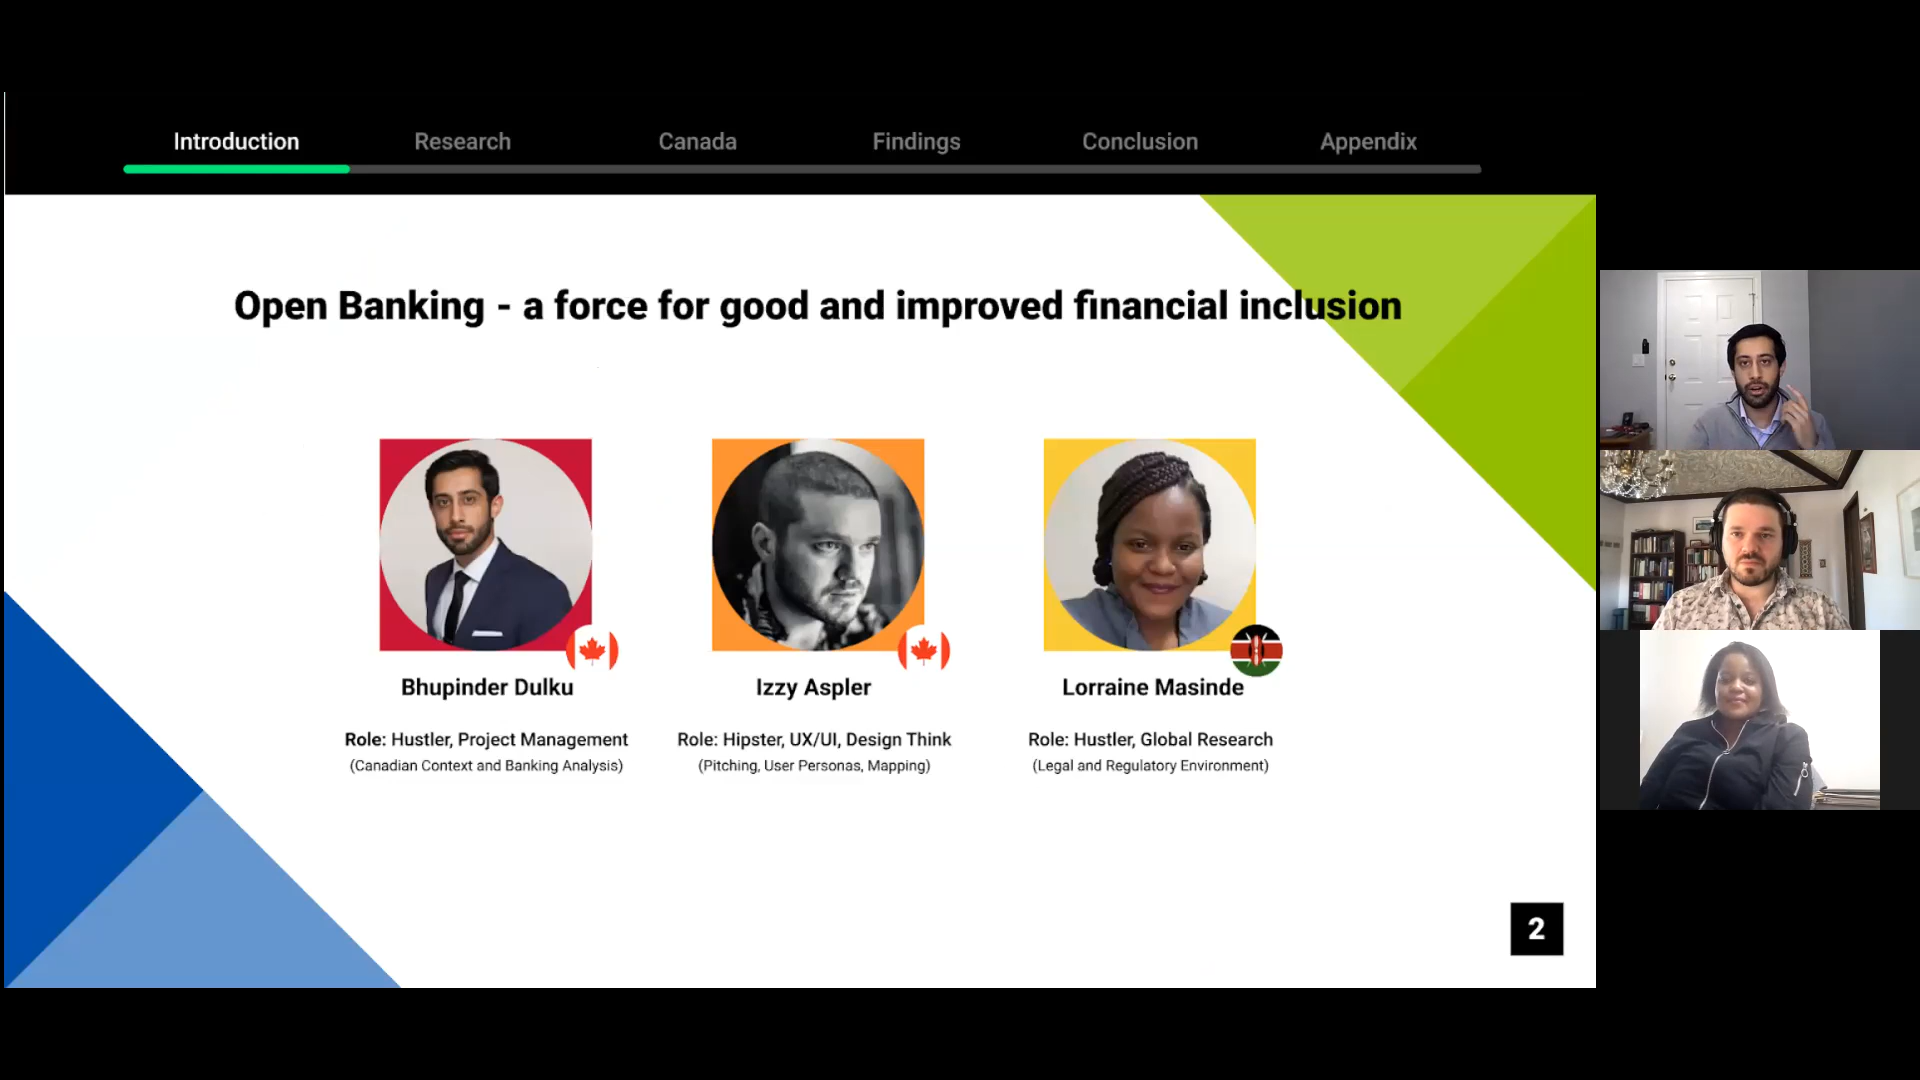 Introduction Research Canada Findings Conclusion Appendix
Open Banking - a force for good and improved financial inclusion
Bhupinder Dulku
Role: Hustler, Project Management
(Canadian Context and Banking Analysis)
Izzy Aspler
Role: Hipster, UX/UI, Design Think
(Pitching, User Personas, Mapping)
Lorraine Masinde
Role: Hustler, Global Research
(Legal and Regulatory Environment)
2